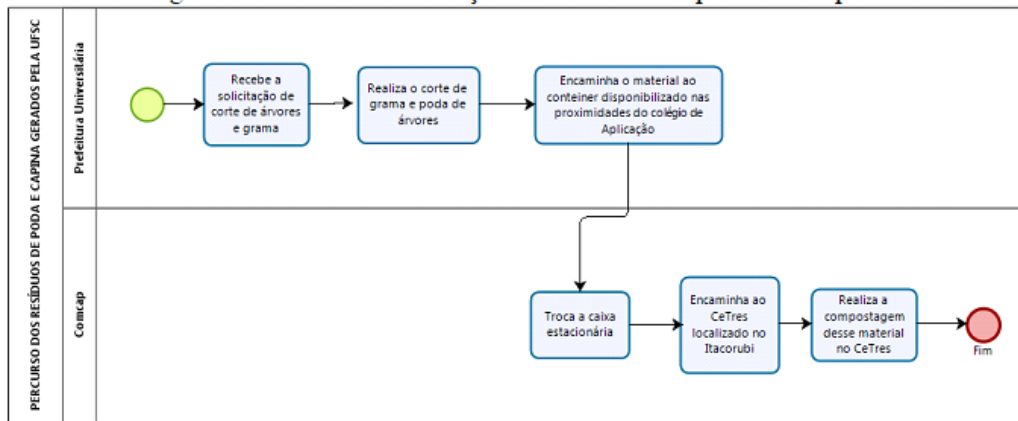 PERCURSO DOS RESÍDUOS DE PODA E CAPINA GERADOS PELA UFSC
Prefeitura Universitária
Recebe a
solicitação de
corte de árvores
e grama
Realiza o corte de
grama e poda de
árvores
Encaminha o material ao
conteiner disponibilizado nas
proximidades do colégio de
Aplicação
Comcap
Troca a caixa
estacionária
Encaminha ao
CeTres
localizado no
Itacorubi
Realiza a
compostagem
desse material
no CeTres
Fim